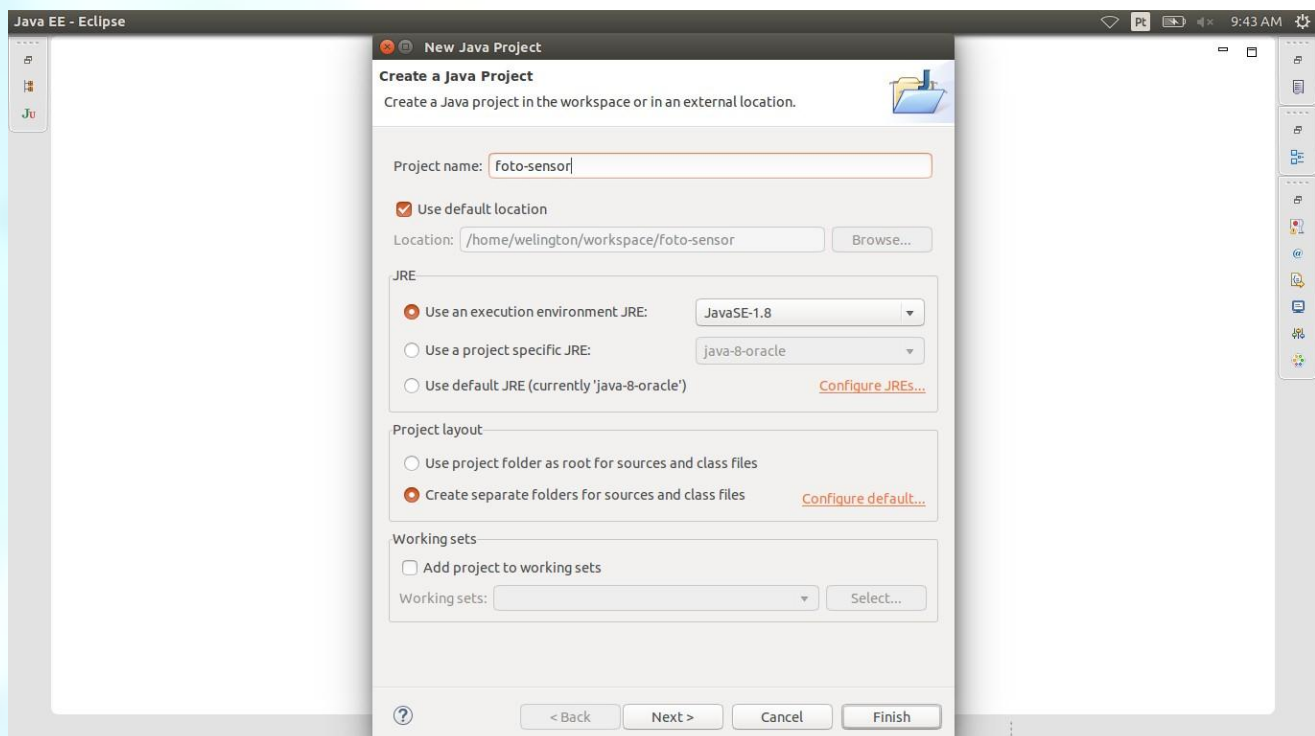 Java EE - Eclipse
Pt
9:43 AM
New Java Project
Create a Java Project
Create a Java project in the workspace or in an external location.
Project name: foto-sensor
Use default location
Location: /home/welington/workspace/foto-sensor Browse...
JRE
Use an execution environment JRE: JavaSE-1.8
Use a project specific JRE: java-8-oracle
Use default JRE (currently 'java-8-oracle') Configure JREs...
Project layout
Use project folder as root for sources and class files
Create separate folders for sources and class files Configure default...
Working sets
Add project to working sets
Working sets: Select...
? < Back Next > Cancel Finish
Ju
@